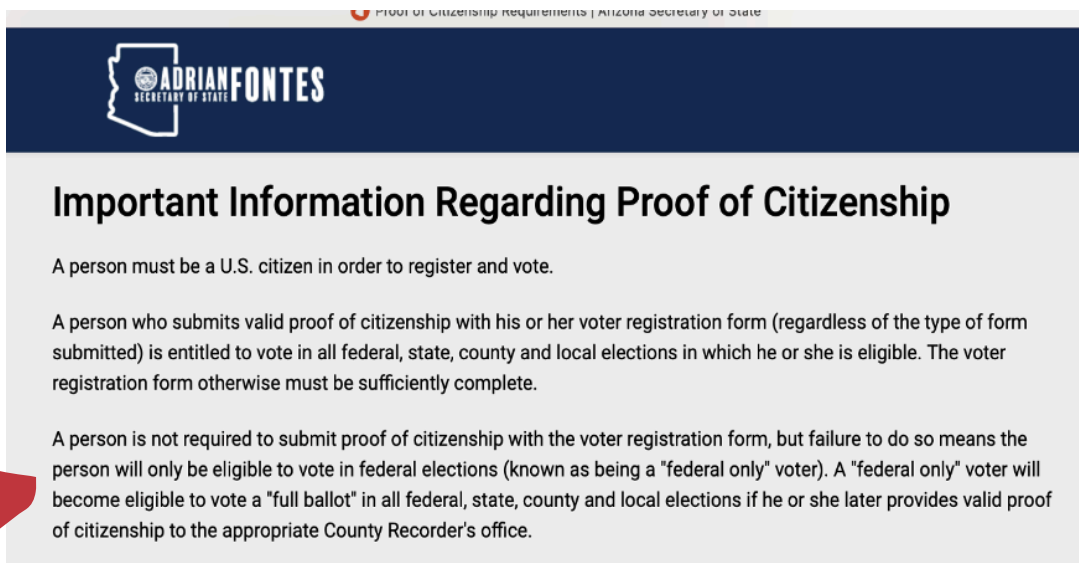 Proof of Citizenship Requirements | Arizona Secretary of State
ADRIAN FONTES
SECRETARY OF STATE
Important Information Regarding Proof of Citizenship
A person must be a U.S. citizen in order to register and vote.
A person who submits valid proof of citizenship with his or her voter registration form (regardless of the type of form
submitted) is entitled to vote in all federal, state, county and local elections in which he or she is eligible. The voter
registration form otherwise must be sufficiently complete.
A person is not required to submit proof of citizenship with the voter registration form, but failure to do so means the
person will only be eligible to vote in federal elections (known as being a "federal only" voter). A "federal only" voter will
become eligible to vote a "full ballot" in all federal, state, county and local elections if he or she later provides valid proof
of citizenship to the appropriate County Recorder's office.